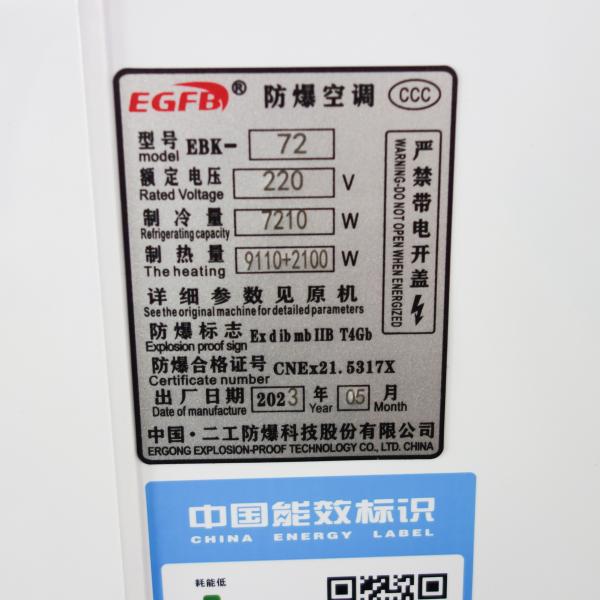 EGFB® 防爆空调 CCC
型号 EBK- 72
model
额定电压 220 V
Rated Voltage
制冷量 7210 W
Refrigerating capacity
制热量 9110+2100 W
The heating
详细参数见原机
See the original machine for detailed parameters
防爆标志 Ex d ib mb IIB T4Gb
Explosion proof sign
防爆合格证号 CNEx21.5317X
Certificate number
出厂日期 2023 年 05 月
Date of manufacture Year Month
中国·二工防爆科技股份有限公司
ERGONG EXPLOSION-PROOF TECHNOLOGY CO., LTD. CHINA
严禁带电开盖
WARNING-DO NOT OPEN WHEN ENERGIZED
中国能效标识
CHINA ENERGY LABEL
耗能低